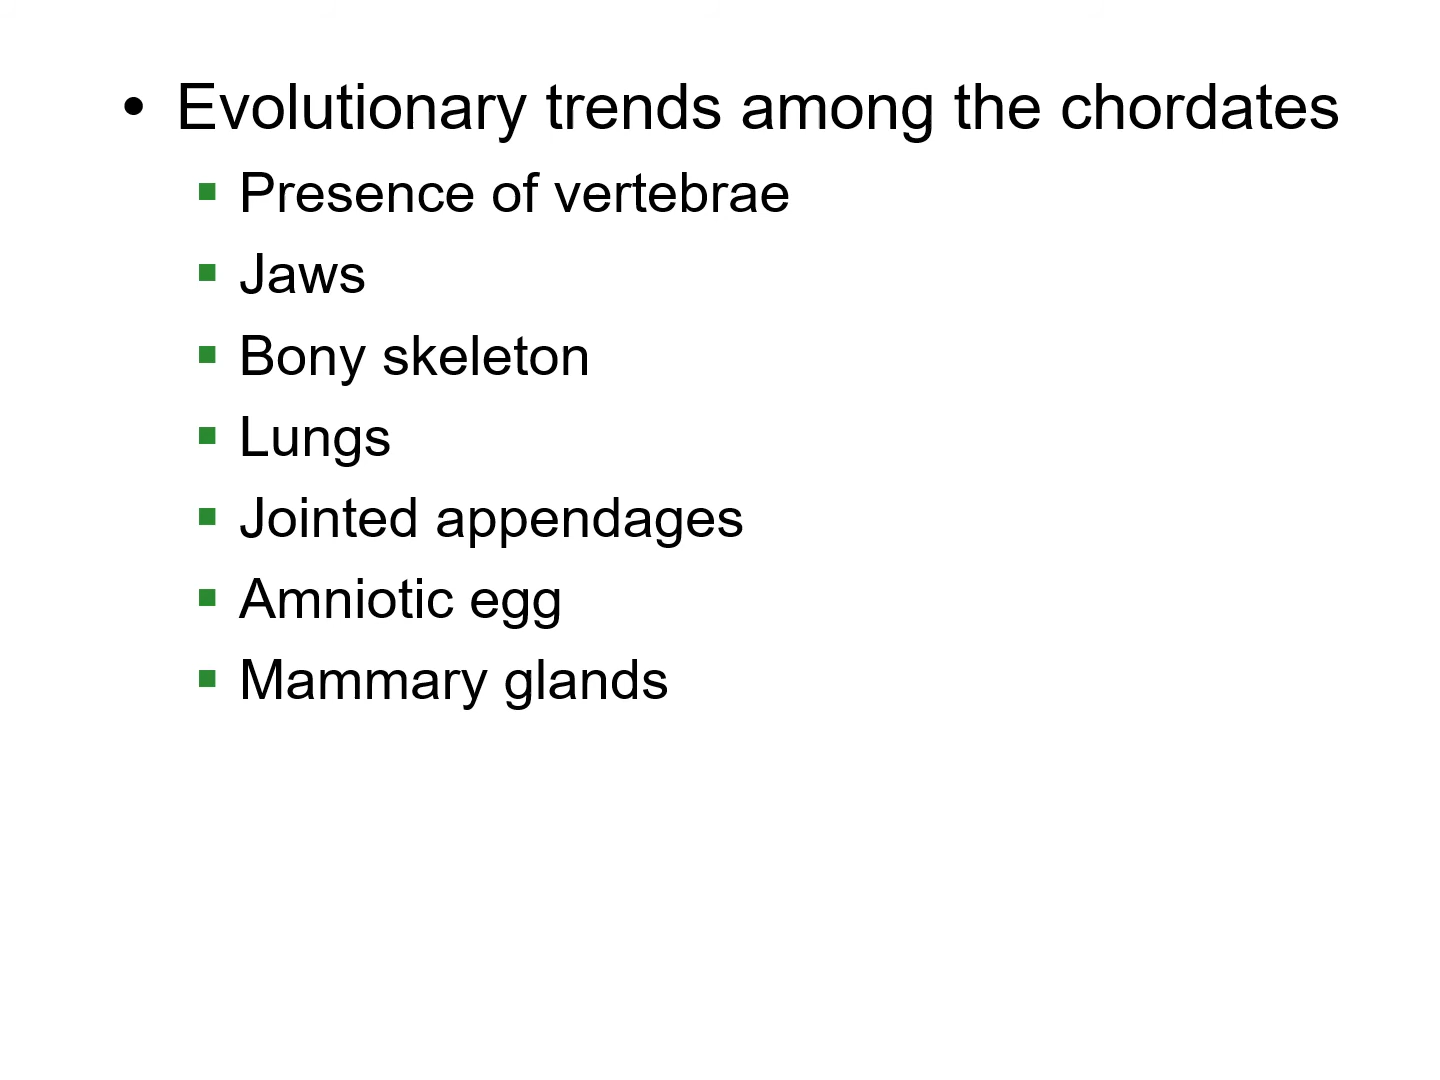 • Evolutionary trends among the chordates
▪ Presence of vertebrae
▪ Jaws
▪ Bony skeleton
▪ Lungs
▪ Jointed appendages
▪ Amniotic egg
▪ Mammary glands